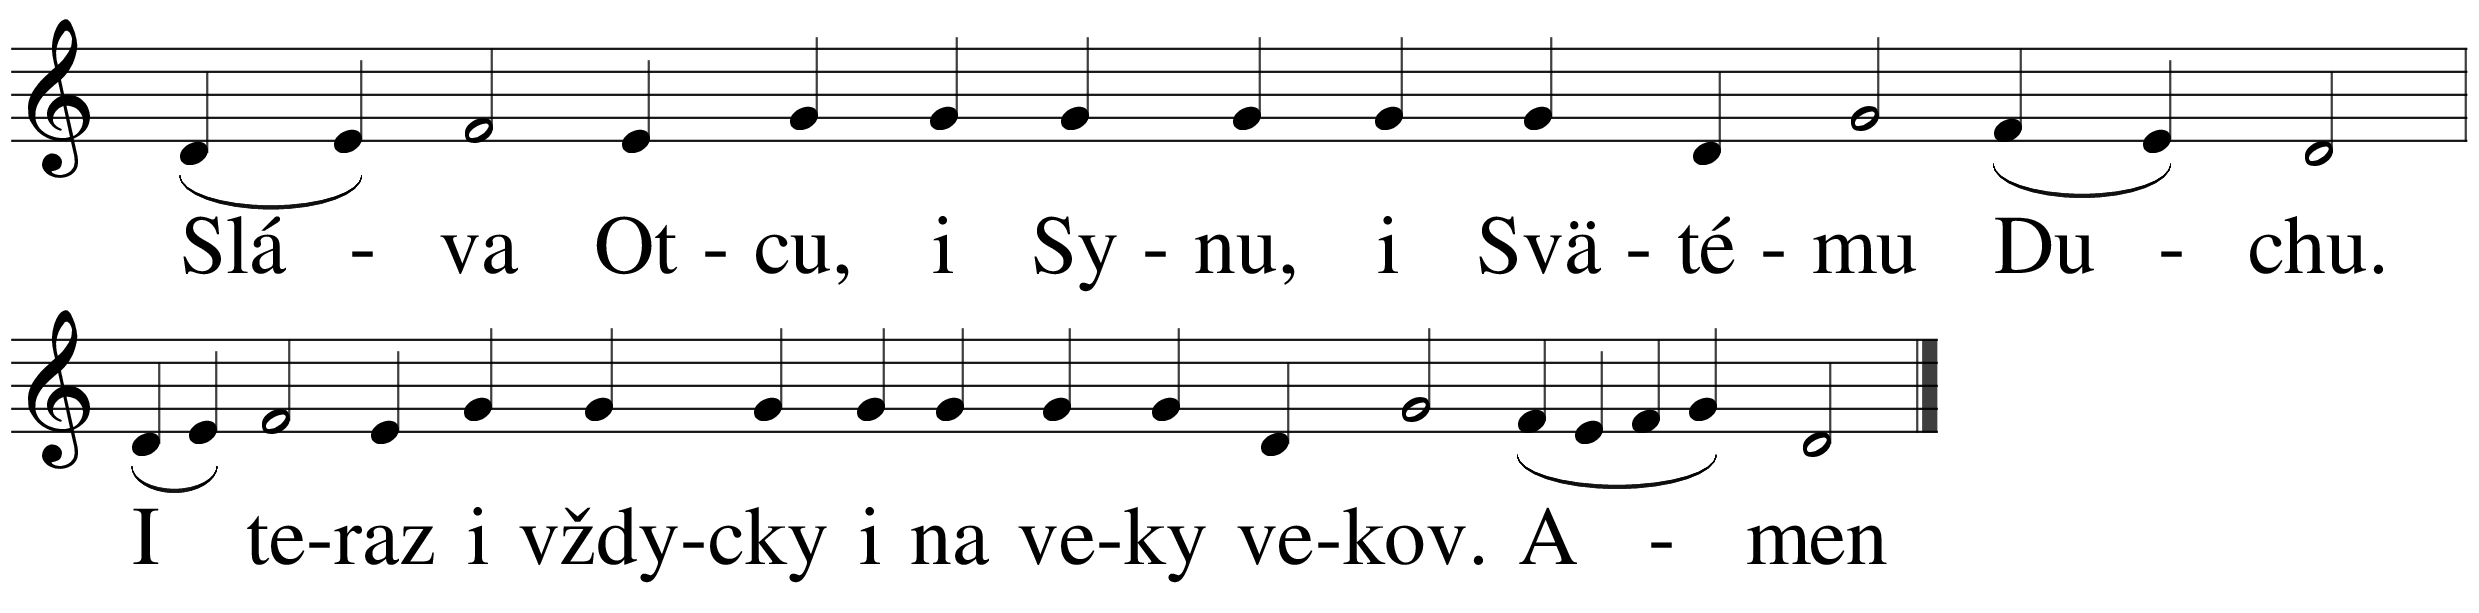 Slá - va Ot - cu, i Sy - nu, i Svä - té - mu Du - chu.
I te-raz i vždy-cky i na ve-ky ve-kov. A - men